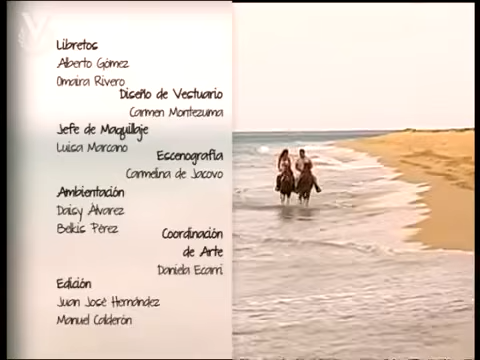 Libretos
Alberto Gómez
Omaira Rivero
Diseño de Vestuario
Carmen Montezuma
Jefe de Maquillaje
Luisa Marcano
Escenografía
Carmelina de Jacovo
Ambientación
Daisy Álvarez
Belkis Pérez
Coordinación
de Arte
Daniela Ecarri
Edición
Juan José Hernández
Manuel Calderón